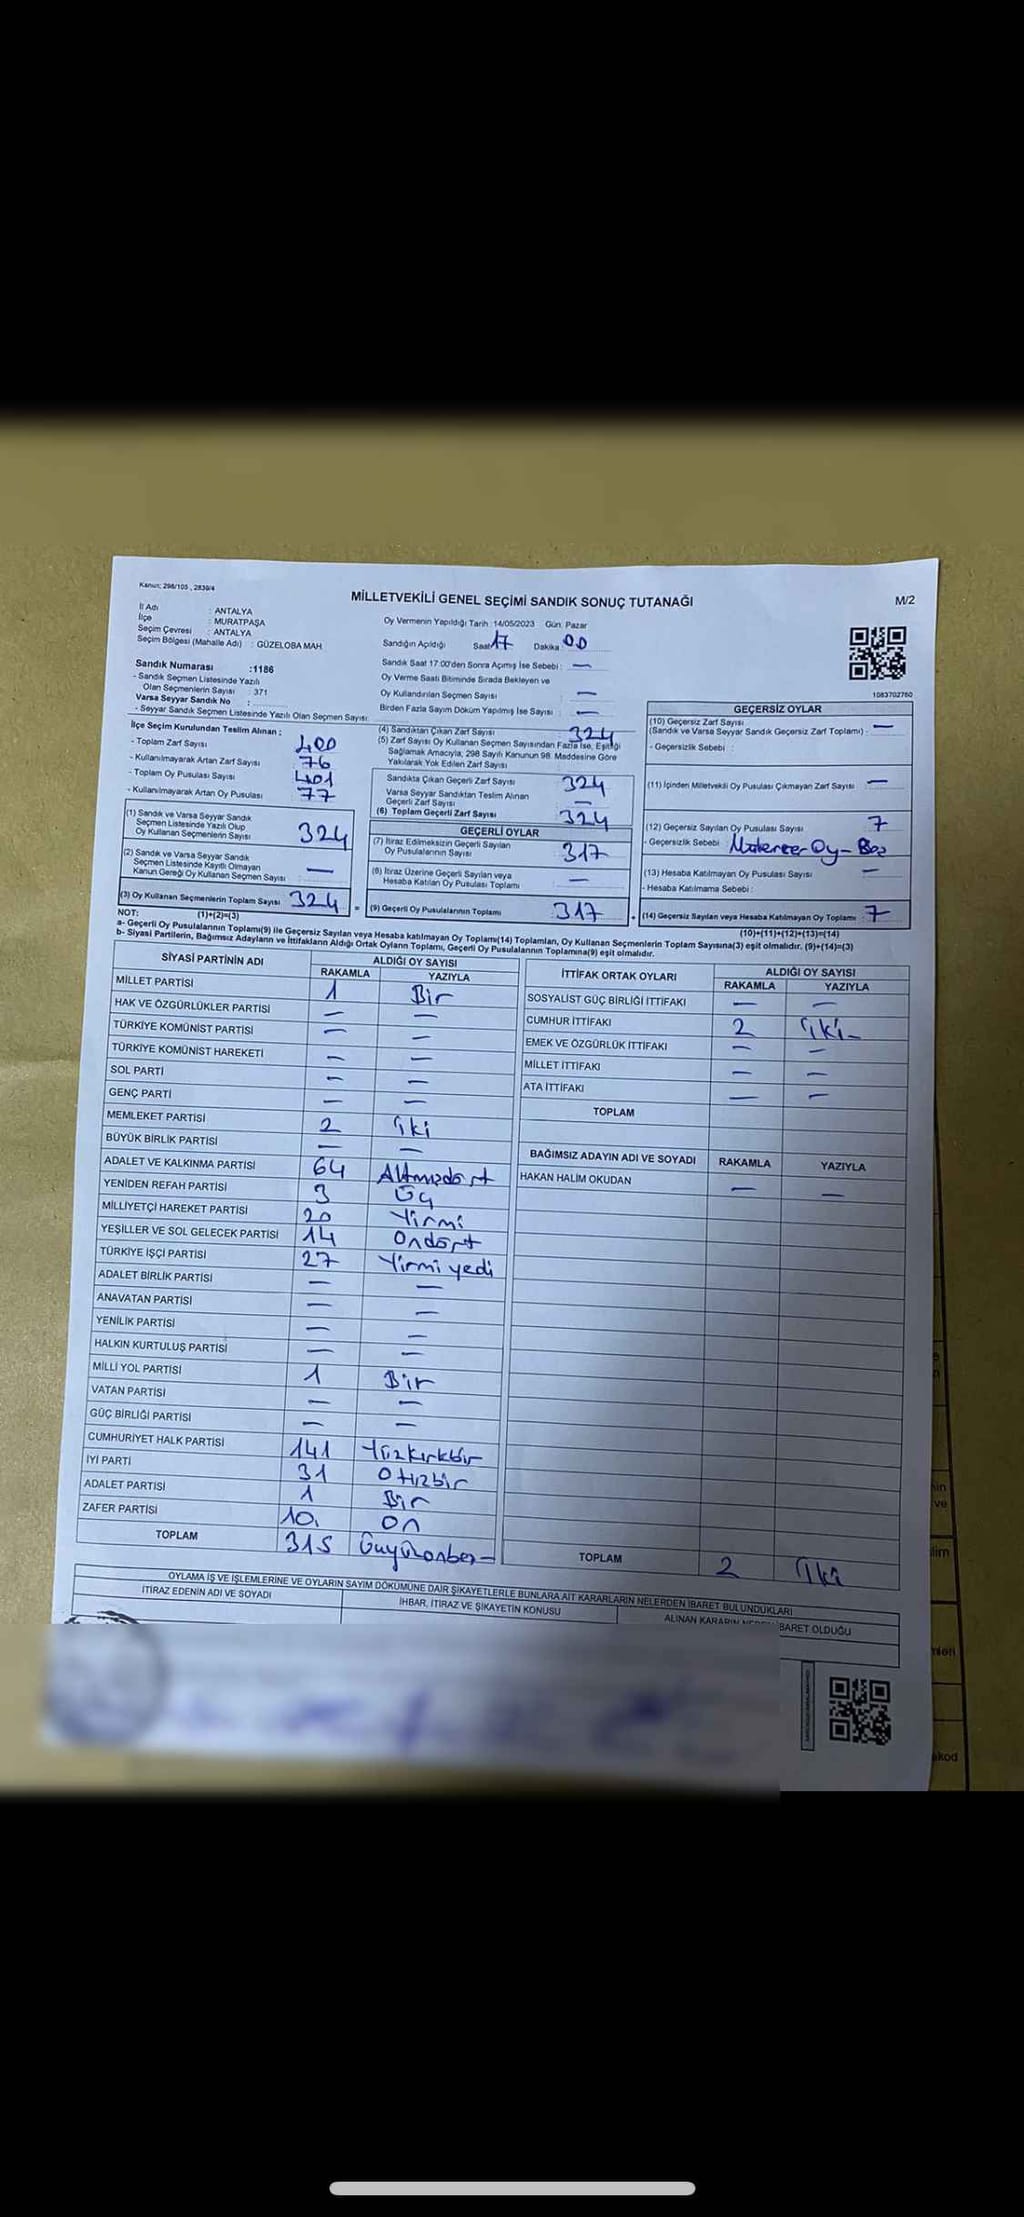 Kanun: 298/105 , 2839/4
MİLLETVEKİLİ GENEL SEÇİMİ SANDIK SONUÇ TUTANAĞI
M/2
İl Adı : ANTALYA
İlçe : MURATPAŞA
Seçim Çevresi : ANTALYA
Seçim Bölgesi (Mahalle Adı) : GÜZELOBA MAH
Oy Vermenin Yapıldığı Tarih :14/05/2023 Gün: Pazar
Sandığın Açıldığı Saat 17 Dakika 00
Sandık Numarası :1186
- Sandık Seçmen Listesinde Yazılı
Olan Seçmenlerin Sayısı : 371
Varsa Seyyar Sandık No :
- Seyyar Sandık Seçmen Listesinde Yazılı Olan Seçmen Sayısı:
Sandık Saat 17:00'den Sonra Açmış İse Sebebi : —
Oy Verme Saati Bitiminde Sırada Bekleyen ve
Oy Kullandırılan Seçmen Sayısı : —
Birden Fazla Sayım Döküm Yapılmış İse Sayısı : —
1083702760
İlçe Seçim Kurulundan Teslim Alınan :
- Toplam Zarf Sayısı : 400
- Kullanılmayarak Artan Zarf Sayısı : 76
- Toplam Oy Pusulası Sayısı : 401
- Kullanılmayarak Artan Oy Pusulası : 77
(1) Sandık ve Varsa Seyyar Sandık
Seçmen Listesinde Yazılı Olup
Oy Kullanan Seçmenlerin Sayısı : 324
(2) Sandık ve Varsa Seyyar Sandık
Seçmen Listesinde Kayıtlı Olmayan
Kanun Gereği Oy Kullanan Seçmen Sayısı : —
(3) Oy Kullanan Seçmenlerin Toplam Sayısı : 324
(4) Sandıktan Çıkan Zarf Sayısı : 324
(5) Zarf Sayısı Oy Kullanan Seçmen Sayısından Fazla İse, Eşitliği
Sağlamak Amacıyla, 298 Sayılı Kanunun 98. Maddesine Göre
Yakılarak Yok Edilen Zarf Sayısı :
Sandıkta Çıkan Geçerli Zarf Sayısı : 324
Varsa Seyyar Sandıktan Teslim Alınan
Geçerli Zarf Sayısı : —
(6) Toplam Geçerli Zarf Sayısı : 324
GEÇERLİ OYLAR
(7) İtiraz Edilmeksizin Geçerli Sayılan
Oy Pusulalarının Sayısı : 317
(8) İtiraz Üzerine Geçerli Sayılan veya
Hesaba Katılan Oy Pusulası Toplamı : —
= (9) Geçerli Oy Pusulalarının Toplamı : 317
GEÇERSİZ OYLAR
(10) Geçersiz Zarf Sayısı
(Sandık ve Varsa Seyyar Sandık Geçersiz Zarf Toplamı) : —
- Geçersizlik Sebebi :
(11) İçinden Milletvekili Oy Pusulası Çıkmayan Zarf Sayısı : —
(12) Geçersiz Sayılan Oy Pusulası Sayısı : 7
- Geçersizlik Sebebi : Oy - Boş
(13) Hesaba Katılmayan Oy Pusulası Sayısı : —
- Hesaba Katılmama Sebebi :
+ (14) Geçersiz Sayılan veya Hesaba Katılmayan Oy Toplamı : 7
NOT: (1)+(2)=(3)
(10)+(11)+(12)+(13)=(14)
a- Geçerli Oy Pusulalarının Toplamı(9) ile Geçersiz Sayılan veya Hesaba katılmayan Oy Toplamı(14) Toplamları, Oy Kullanan Seçmenlerin Toplam Sayısına(3) eşit olmalıdır. (9)+(14)=(3)
b- Siyasi Partilerin, Bağımsız Adayların ve İttifakların Aldığı Ortak Oyların Toplamı, Geçerli Oy Pusulalarının Toplamına(9) eşit olmalıdır.
SİYASİ PARTİNİN ADI
ALDIĞI OY SAYISI
RAKAMLA YAZIYLA
MİLLET PARTİSİ 1 Bir
HAK VE ÖZGÜRLÜKLER PARTİSİ — —
TÜRKİYE KOMÜNİST PARTİSİ — —
TÜRKİYE KOMÜNİST HAREKETİ — —
SOL PARTİ — —
GENÇ PARTİ — —
MEMLEKET PARTİSİ 2 iki
BÜYÜK BİRLİK PARTİSİ — —
ADALET VE KALKINMA PARTİSİ 64 Altmışdört
YENİDEN REFAH PARTİSİ 3 Üç
MİLLİYETÇİ HAREKET PARTİSİ 20 Yirmi
YEŞİLLER VE SOL GELECEK PARTİSİ 14 Ondört
TÜRKİYE İŞÇİ PARTİSİ 27 Yirmi yedi
ADALET BİRLİK PARTİSİ — —
ANAVATAN PARTİSİ — —
YENİLİK PARTİSİ — —
HALKIN KURTULUŞ PARTİSİ — —
MİLLİ YOL PARTİSİ 1 Bir
VATAN PARTİSİ — —
GÜÇ BİRLİĞİ PARTİSİ — —
CUMHURİYET HALK PARTİSİ 141 Yüzkırkbir
İYİ PARTİ 31 Otuzbir
ADALET PARTİSİ 1 Bir
ZAFER PARTİSİ 10 On
TOPLAM 315 Üçyüzonbeş
İTTİFAK ORTAK OYLARI
ALDIĞI OY SAYISI
RAKAMLA YAZIYLA
SOSYALİST GÜÇ BİRLİĞİ İTTİFAKI — —
CUMHUR İTTİFAKI 2 iki
EMEK VE ÖZGÜRLÜK İTTİFAKI — —
MİLLET İTTİFAKI — —
ATA İTTİFAKI — —
TOPLAM
BAĞIMSIZ ADAYIN ADI VE SOYADI RAKAMLA YAZIYLA
HAKAN HALİM OKUDAN — —
TOPLAM 2 iki
OYLAMA İŞ VE İŞLEMLERİNE VE OYLARIN SAYIM DÖKÜMÜNE DAİR ŞİKAYETLERLE BUNLARA AİT KARARLARIN NELERDEN İBARET BULUNDUKLARI
İTİRAZ EDENİN ADI VE SOYADI
İHBAR, İTİRAZ VE ŞİKAYETİN KONUSU
ALINAN KARARIN NEDEN İBARET OLDUĞU